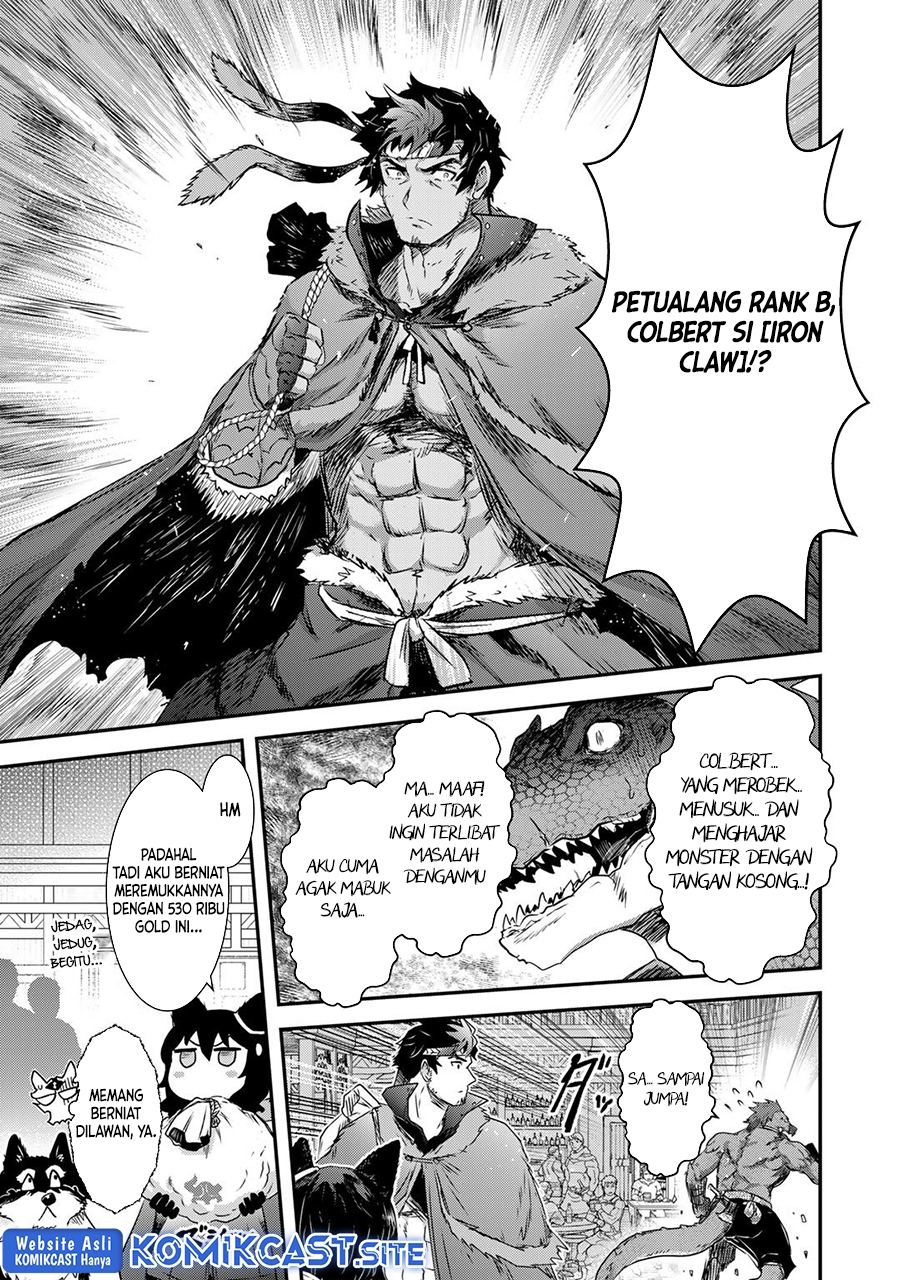 PETUALANG RANK B,
COLBERT SI [IRON
CLAW]!?
COLBERT...
YANG MEROBEK...
MENUSUK... DAN
MENGHAJAR
MONSTER DENGAN
TANGAN KOSONG..!
MA... MAAF!
AKU TIDAK
INGIN TERLIBAT
MASALAH
DENGANMU
AKU CUMA
AGAK MABUK
SAJA...
HM
PADAHAL
TADI AKU BERNIAT
MEREMUKKANNYA
DENGAN 530 RIBU
GOLD INI...
JEDAG,
JEDUG,
BEGITU...
SA... SAMPAI
JUMPA!
ダッ
MEMANG
BERNIAT
DILAWAN, YA.
Website Asli
KOMIKCAST Hanya
KOMIKCAST.SITE